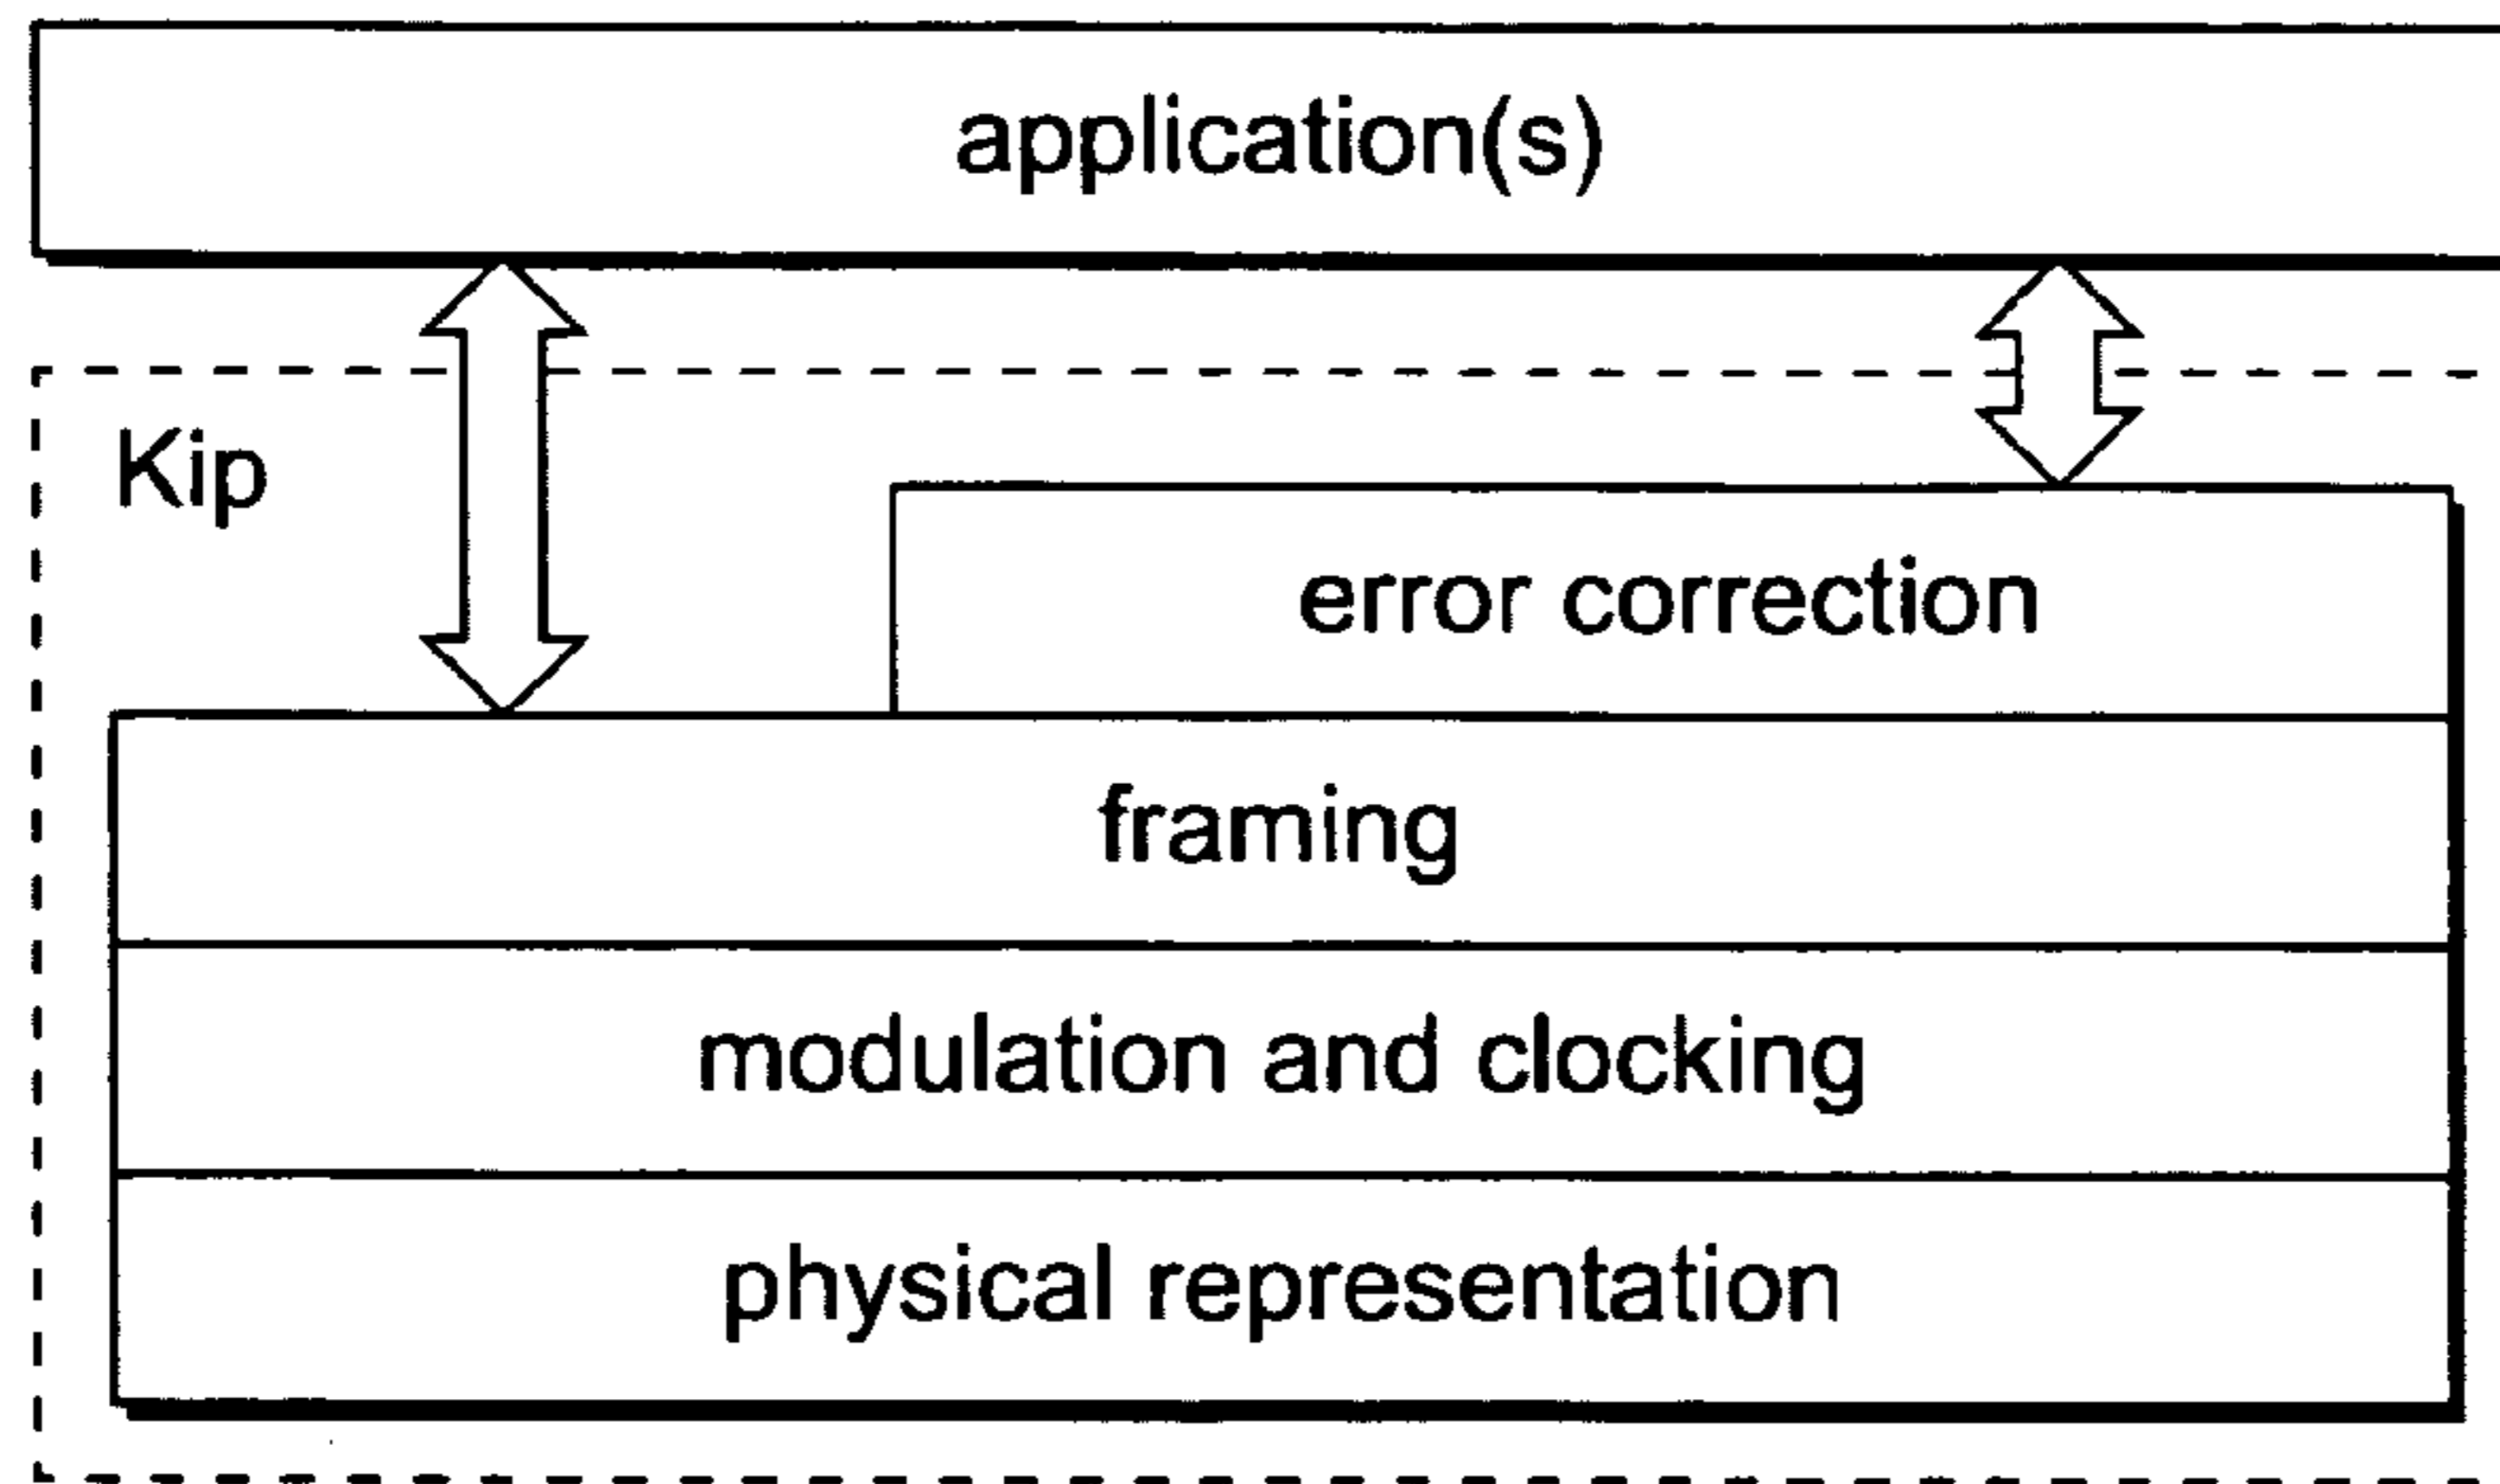 application(s)
Kip
error correction
framing
modulation and clocking
physical representation